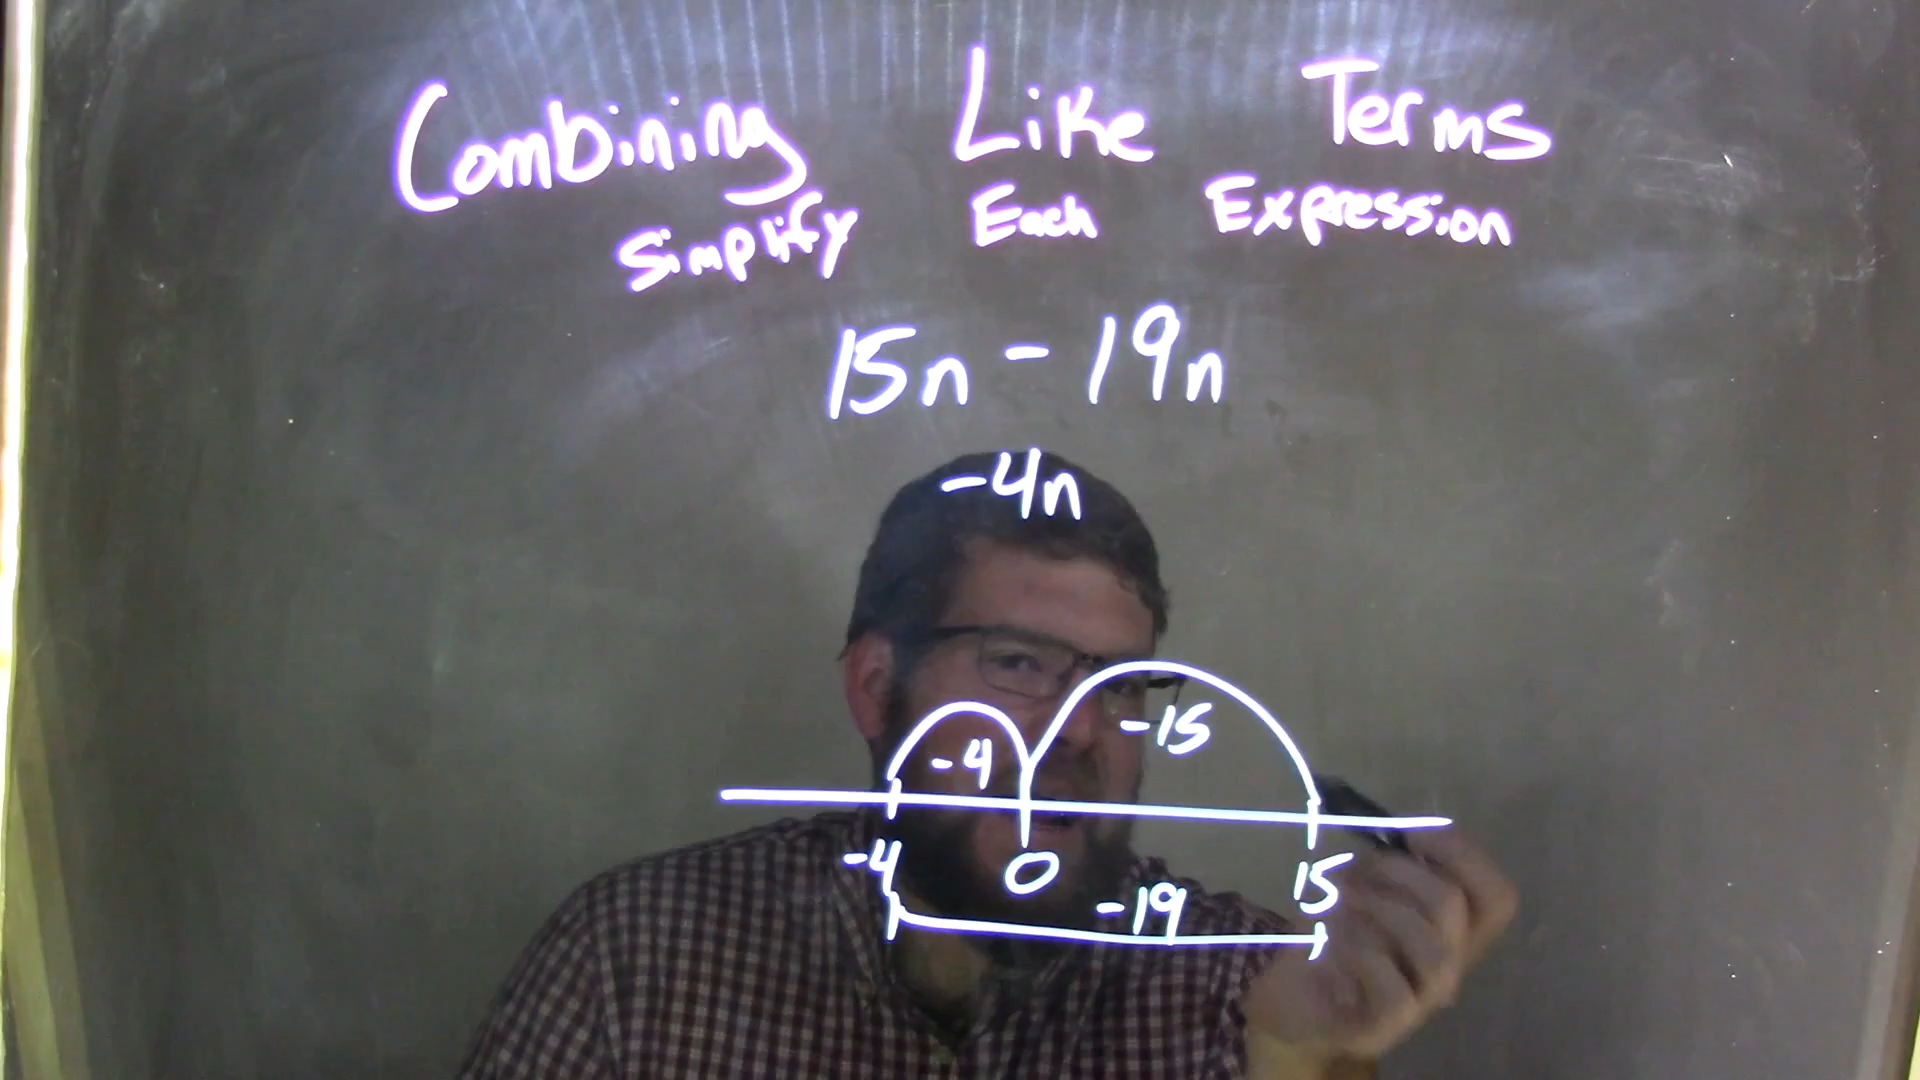 Combining Like Terms
Simplify Each Expression
15n - 19n
-4n
-4 -15
-4 0 15
-19